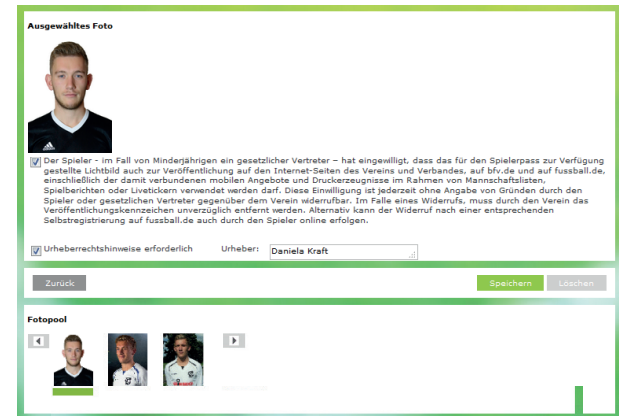 Ausgewähltes Foto
Der Spieler - im Fall von Minderjährigen ein gesetzlicher Vertreter – hat eingewilligt, dass das für den Spielerpass zur Verfügung
gestellte Lichtbild auch zur Veröffentlichung auf den Internet-Seiten des Vereins und Verbandes, auf bfv.de und auf fussball.de,
einschließlich der damit verbundenen mobilen Angebote und Druckerzeugnisse im Rahmen von Mannschaftslisten,
Spielberichten oder Livetickern verwendet werden darf. Diese Einwilligung ist jederzeit ohne Angabe von Gründen durch den
Spieler oder gesetzlichen Vertreter gegenüber dem Verein widerrufbar. Im Falle eines Widerrufs, muss durch den Verein das
Veröffentlichungskennzeichen unverzüglich entfernt werden. Alternativ kann der Widerruf nach einer entsprechenden
Selbstregistrierung auf fussball.de auch durch den Spieler online erfolgen.
Urheberrechtshinweise erforderlich Urheber: Daniela Kraft
Zurück Speichern Löschen
Fotopool